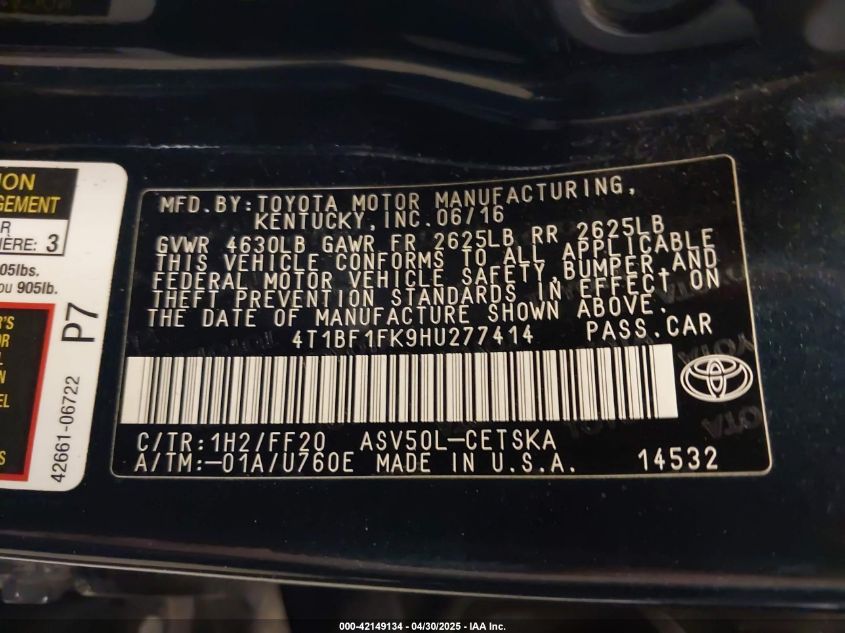 ION
GEMENT
R
IÈRE: 3
905lbs.
ou 905lb.
R'S
OR
L
N
EL
S
P7
42661-06722
MFD.BY:TOYOTA MOTOR MANUFACTURING,
KENTUCKY,INC.06/16
GVWR 4630LB GAWR FR 2625LB RR 2625LB
THIS VEHICLE CONFORMS TO ALL APPLICABLE
FEDERAL MOTOR VEHICLE SAFETY,BUMPER,AND
THEFT PREVENTION STANDARDS IN EFFECT ON
THE DATE OF MANUFACTURE SHOWN ABOVE.
4T1BF1FK9HU277414 PASS.CAR
C/TR:1H2/FF20 ASV50L-CETSKA
A/TM:-01A/U760E MADE IN U.S.A. 14532
000-42149134 - 04/30/2025 - IAA Inc.